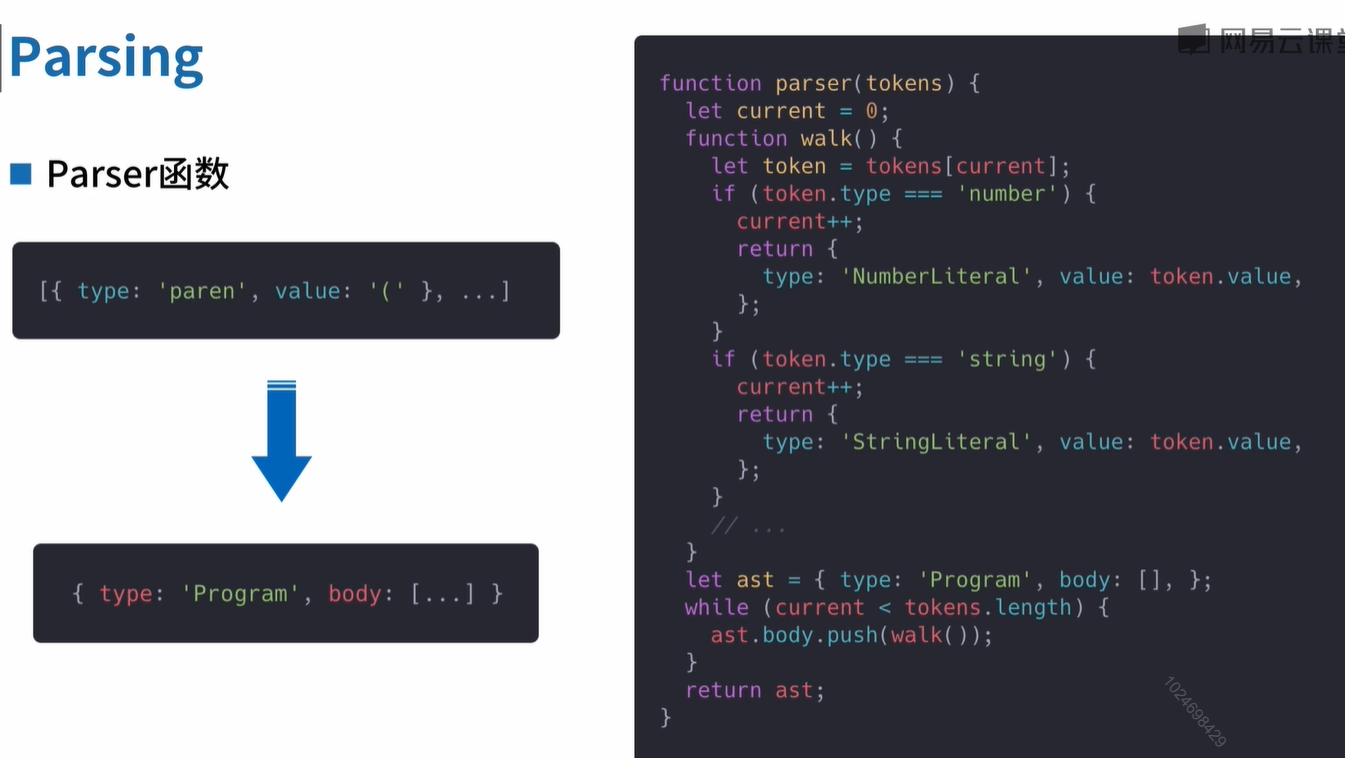 Parsing
Parser函数
[{ type: 'paren', value: '(' }, ...]
{ type: 'Program', body: [...] }
网易云课堂
function parser(tokens) {
  let current = 0;
  function walk() {
    let token = tokens[current];
    if (token.type === 'number') {
      current++;
      return {
        type: 'NumberLiteral', value: token.value,
      };
    }
    if (token.type === 'string') {
      current++;
      return {
        type: 'StringLiteral', value: token.value,
      };
    }
    // ...
  }
  let ast = { type: 'Program', body: [], };
  while (current < tokens.length) {
    ast.body.push(walk());
  }
  return ast;
}
1024698429